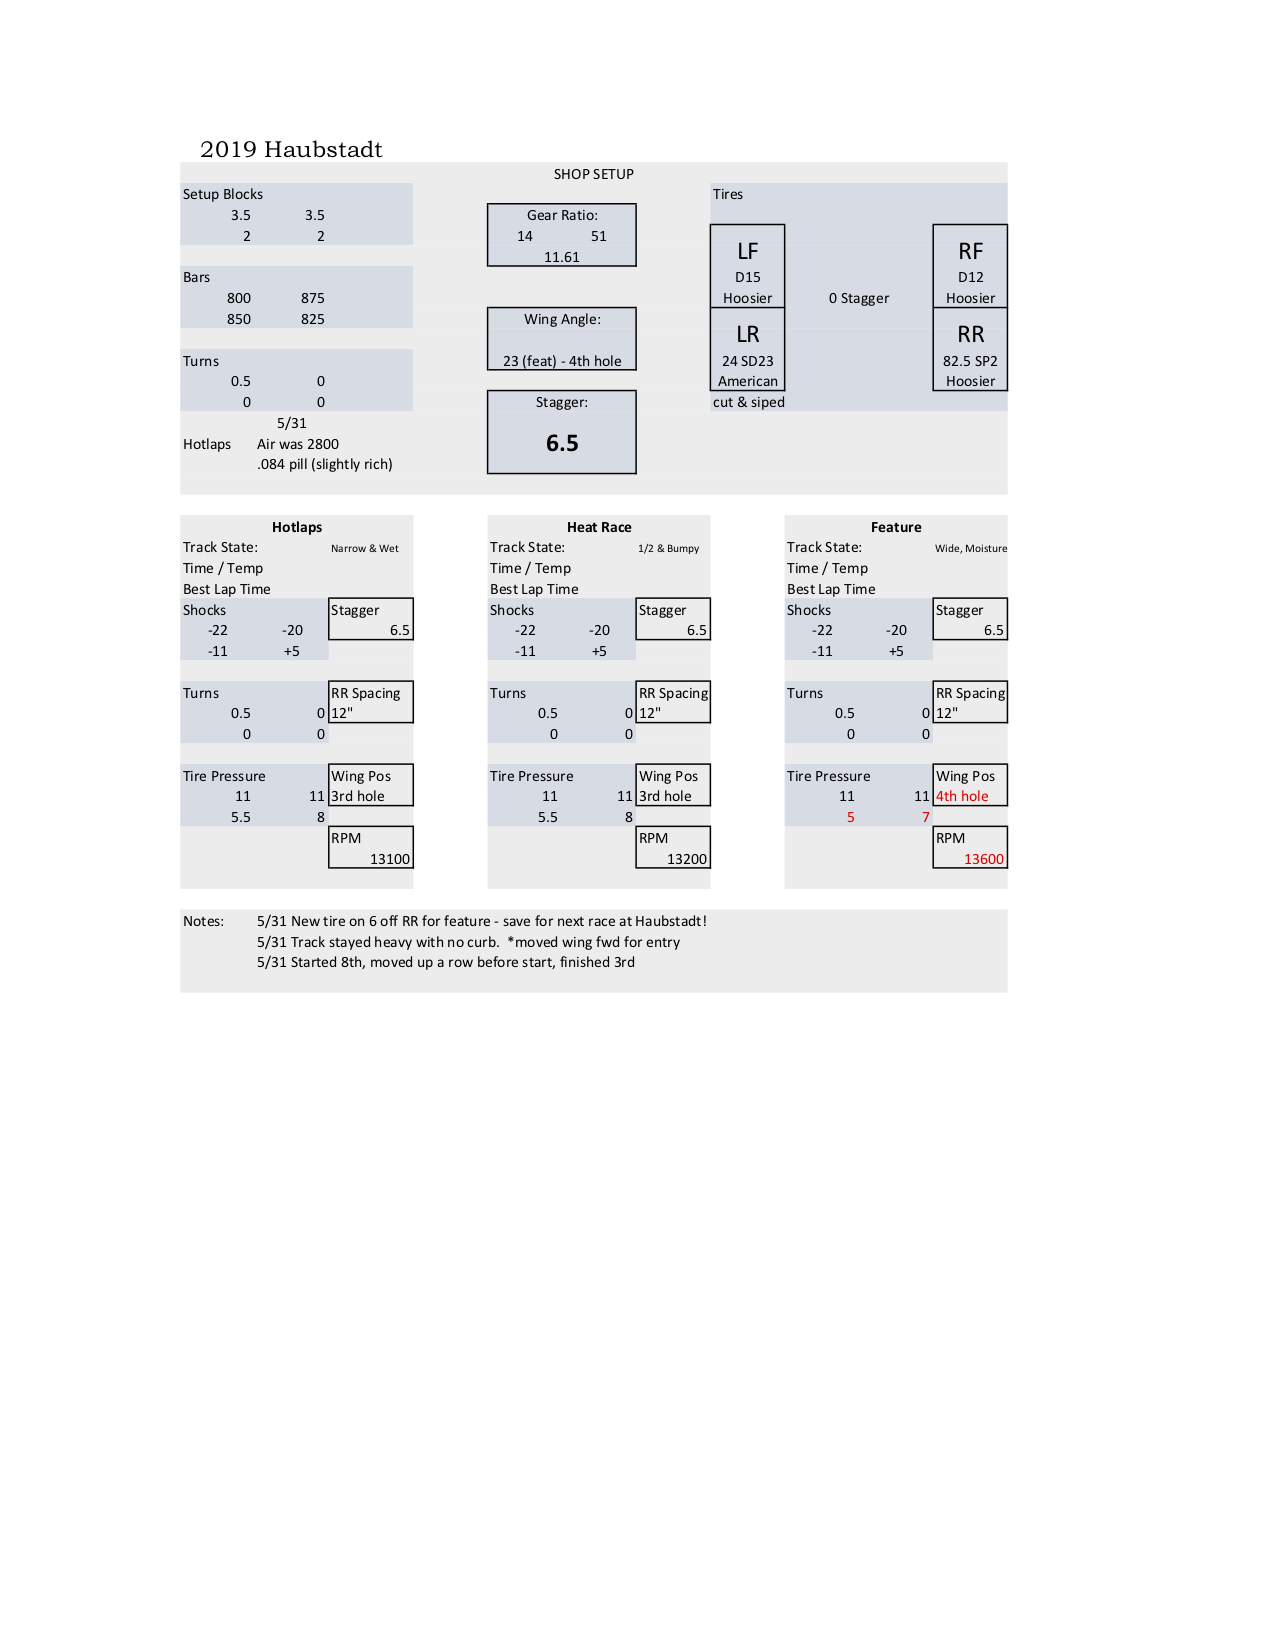 2019 Haubstadt
SHOP SETUP
Setup Blocks
3.5 3.5
2 2
Bars
800 875
850 825
Turns
0.5 0
0 0
5/31
Hotlaps Air was 2800
.084 pill (slightly rich)
Gear Ratio:
14 51
11.61
Wing Angle:
23 (feat) - 4th hole
Stagger:
6.5
Tires
LF
D15
Hoosier
0 Stagger
RF
D12
Hoosier
LR
24 SD23
American
cut & siped
RR
82.5 SP2
Hoosier
Hotlaps
Track State: Narrow & Wet
Time / Temp
Best Lap Time
Shocks
-22 -20
-11 +5
Stagger
6.5
Turns
0.5 0
0 0
RR Spacing
12"
Tire Pressure
11 11
5.5 8
Wing Pos
3rd hole
RPM
13100
Heat Race
Track State: 1/2 & Bumpy
Time / Temp
Best Lap Time
Shocks
-22 -20
-11 +5
Stagger
6.5
Turns
0.5 0
0 0
RR Spacing
12"
Tire Pressure
11 11
5.5 8
Wing Pos
3rd hole
RPM
13200
Feature
Track State: Wide, Moisture
Time / Temp
Best Lap Time
Shocks
-22 -20
-11 +5
Stagger
6.5
Turns
0.5 0
0 0
RR Spacing
12"
Tire Pressure
11 11
5 7
Wing Pos
4th hole
RPM
13600
Notes: 5/31 New tire on 6 off RR for feature - save for next race at Haubstadt!
5/31 Track stayed heavy with no curb. *moved wing fwd for entry
5/31 Started 8th, moved up a row before start, finished 3rd